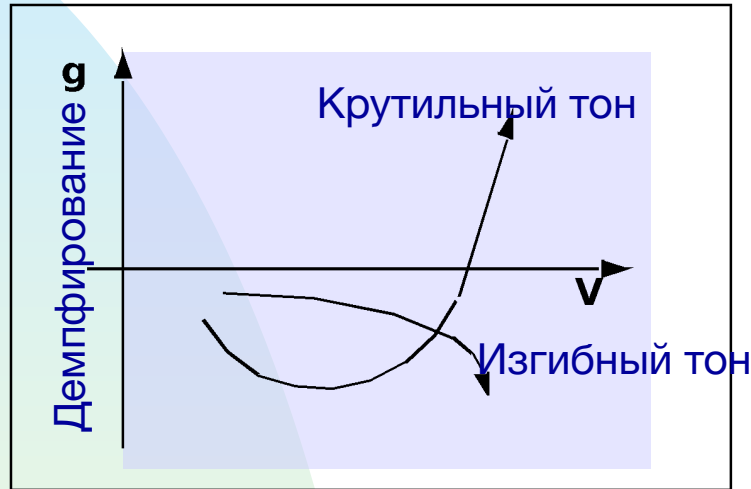 g
Демпфирование
Крутильный тон
V
Изгибный тон